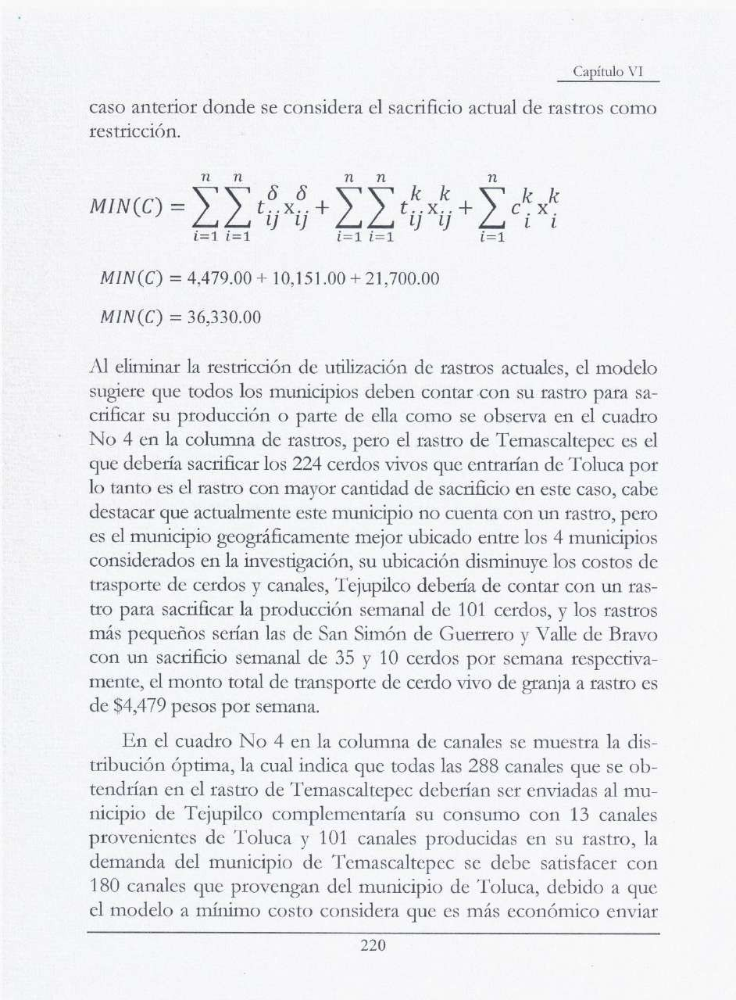 Capítulo VI
caso anterior donde se considera el sacrificio actual de rastros como
restricción.
MIN(C) = ∑_{i=1}^{n} ∑_{i=1}^{n} t_{ij}^{δ} x_{ij}^{δ} + ∑_{i=1}^{n} ∑_{i=1}^{n} t_{ij}^{k} x_{ij}^{k} + ∑_{i=1}^{n} c_{i}^{k} x_{i}^{k}
MIN(C) = 4,479.00 + 10,151.00 + 21,700.00
MIN(C) = 36,330.00
Al eliminar la restricción de utilización de rastros actuales, el modelo
sugiere que todos los municipios deben contar con su rastro para sa-
crificar su producción o parte de ella como se observa en el cuadro
No 4 en la columna de rastros, pero el rastro de Temascaltepec es el
que debería sacrificar los 224 cerdos vivos que entrarían de Toluca por
lo tanto es el rastro con mayor cantidad de sacrificio en este caso, cabe
destacar que actualmente este municipio no cuenta con un rastro, pero
es el municipio geográficamente mejor ubicado entre los 4 municipios
considerados en la investigación, su ubicación disminuye los costos de
trasporte de cerdos y canales, Tejupilco debería de contar con un ras-
tro para sacrificar la producción semanal de 101 cerdos, y los rastros
más pequeños serían las de San Simón de Guerrero y Valle de Bravo
con un sacrificio semanal de 35 y 10 cerdos por semana respectiva-
mente, el monto total de transporte de cerdo vivo de granja a rastro es
de $4,479 pesos por semana.
En el cuadro No 4 en la columna de canales se muestra la dis-
tribución óptima, la cual indica que todas las 288 canales que se ob-
tendrían en el rastro de Temascaltepec deberían ser enviadas al mu-
nicipio de Tejupilco complementaría su consumo con 13 canales
provenientes de Toluca y 101 canales producidas en su rastro, la
demanda del municipio de Temascaltepec se debe satisfacer con
180 canales que provengan del municipio de Toluca, debido a que
el modelo a mínimo costo considera que es más económico enviar
220